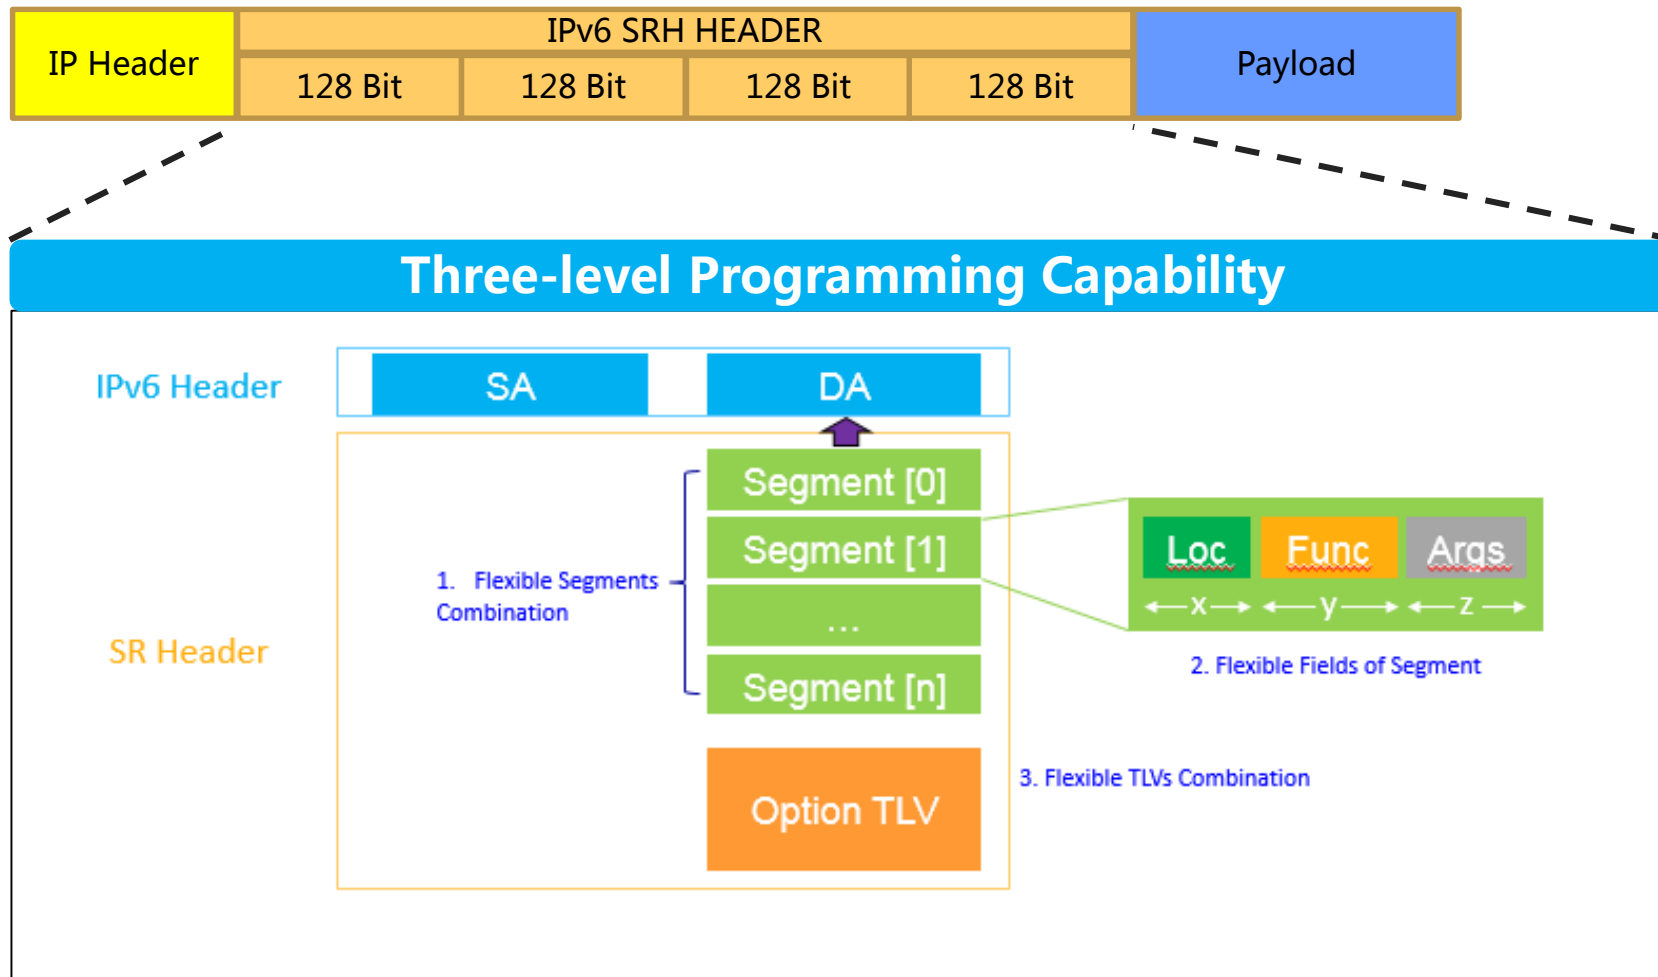 IP Header
IPv6 SRH HEADER
128 Bit
128 Bit
128 Bit
128 Bit
Payload
Three-level Programming Capability
IPv6 Header
SA
DA
SR Header
1. Flexible Segments
Combination
Segment [0]
Segment [1]
...
Segment [n]
Option TLV
Loc
Func
Args
x
y
z
2. Flexible Fields of Segment
3. Flexible TLVs Combination